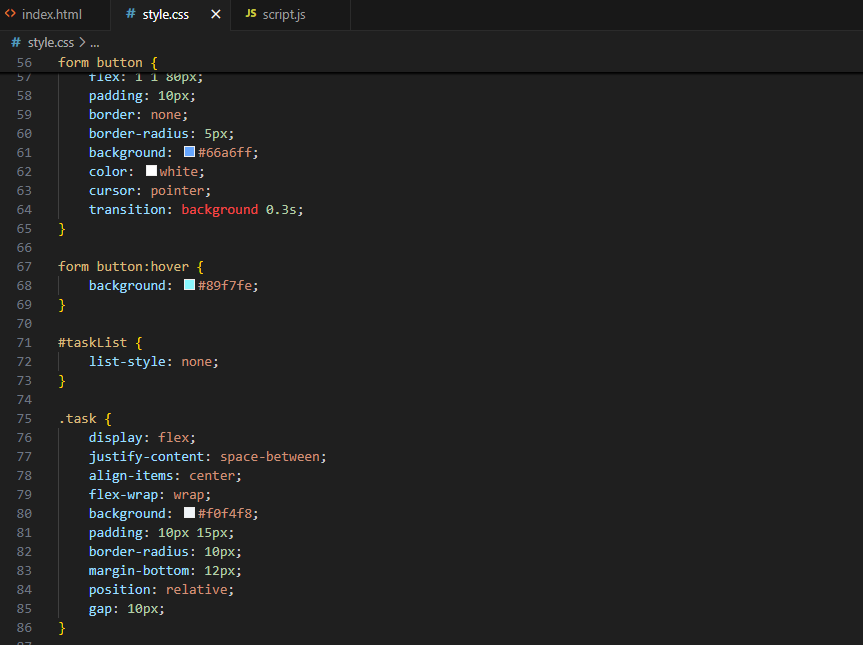 index.html
# style.css ×
JS script.js
# style.css > ...
56 form button {
57 flex: 1 1 80px;
58 padding: 10px;
59 border: none;
60 border-radius: 5px;
61 background: #66a6ff;
62 color: white;
63 cursor: pointer;
64 transition: background 0.3s;
65 }
66
67 form button:hover {
68 background: #89f7fe;
69 }
70
71 #taskList {
72 list-style: none;
73 }
74
75 .task {
76 display: flex;
77 justify-content: space-between;
78 align-items: center;
79 flex-wrap: wrap;
80 background: #f0f4f8;
81 padding: 10px 15px;
82 border-radius: 10px;
83 margin-bottom: 12px;
84 position: relative;
85 gap: 10px;
86 }
87